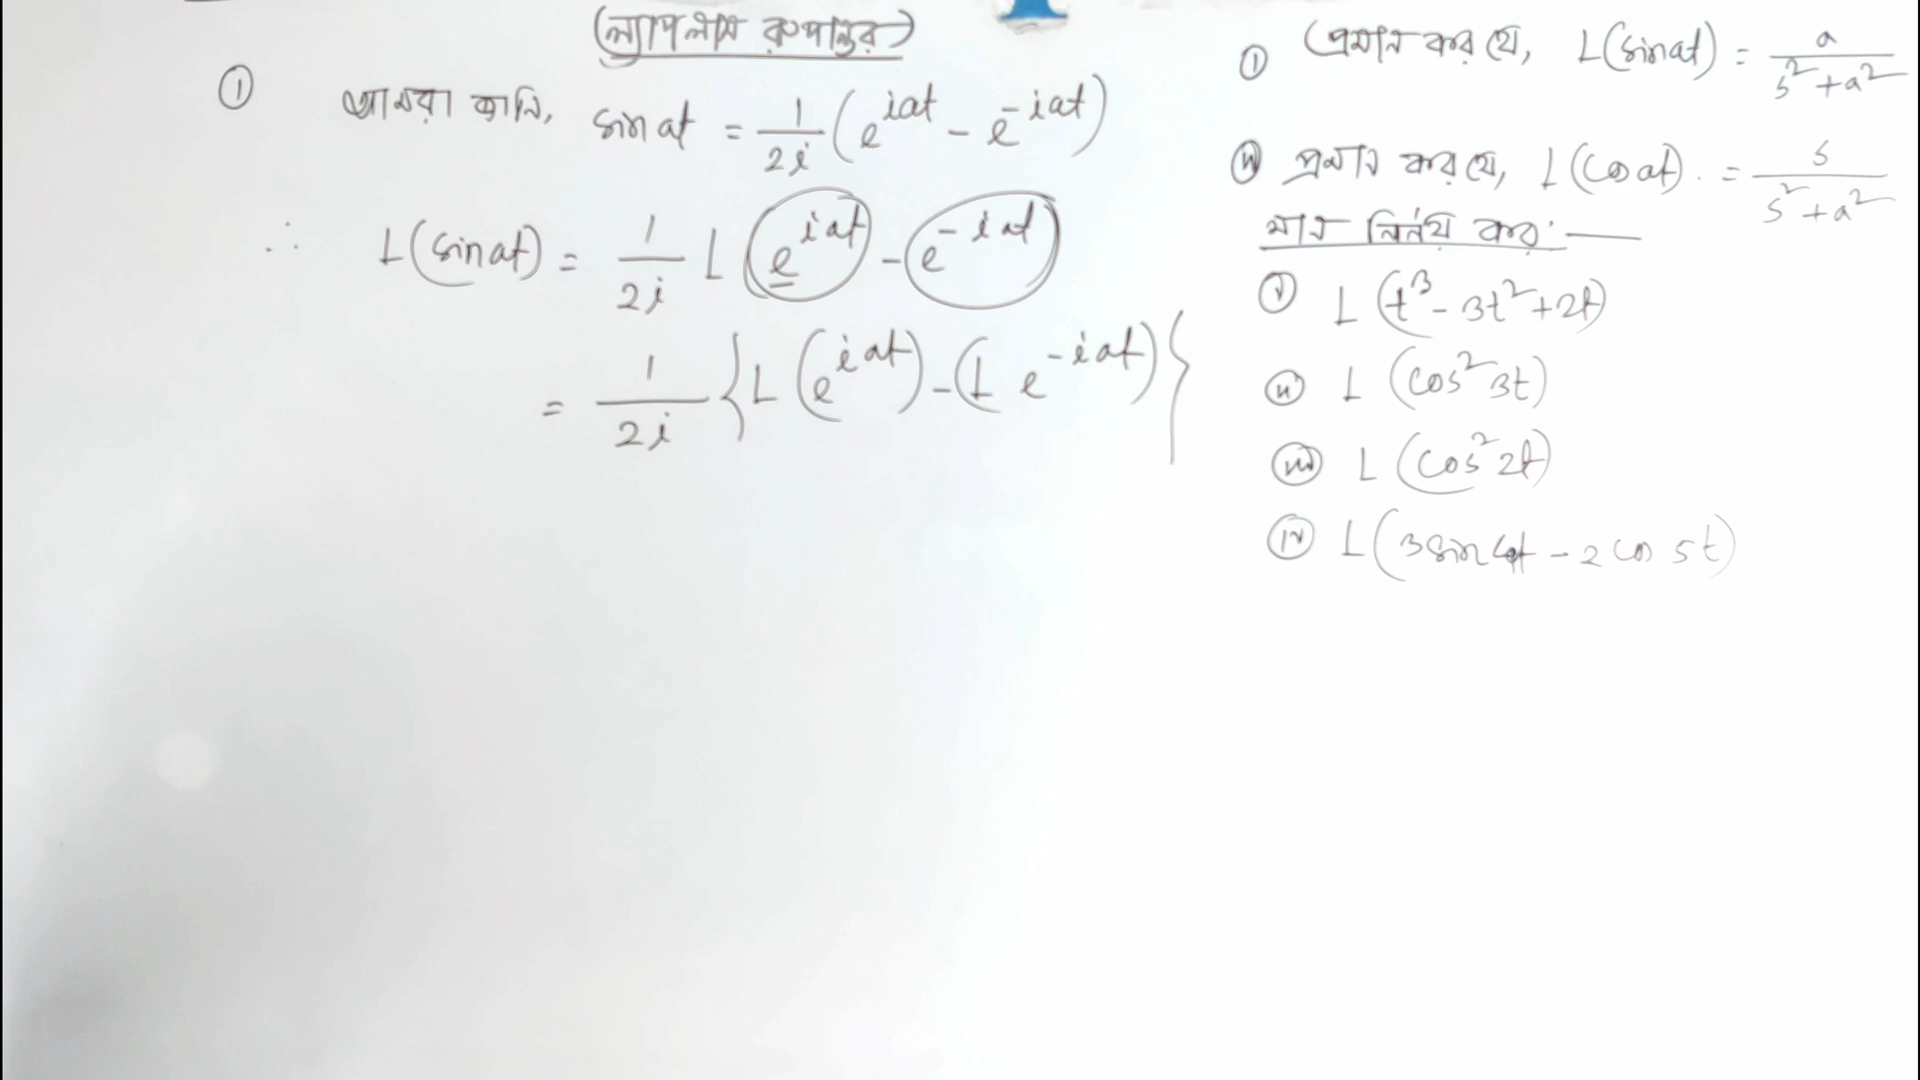 (ল্যাপলাস রুপান্তর)
① আমরা জানি, sin at = 1/2i (e^{iat} - e^{-iat})
∴ L(sin at) = 1/2i L (e^{iat} - e^{-iat})
= 1/2i {L (e^{iat}) - (L e^{-iat})}
① প্রমান কর যে, L(sin at) = a/s²+a²
ⓘⓘ প্রমান কর যে, L(cos at). = s/s²+a²
মান নির্নয় কর: —
ⓘ L (t³ - 3t² + 2t)
ⓘⓘ L (cos² 3t)
ⓘⓘⓘ L (cos² 2t)
ⓘⓥ L (3 sin 4t - 2 cos 5t)